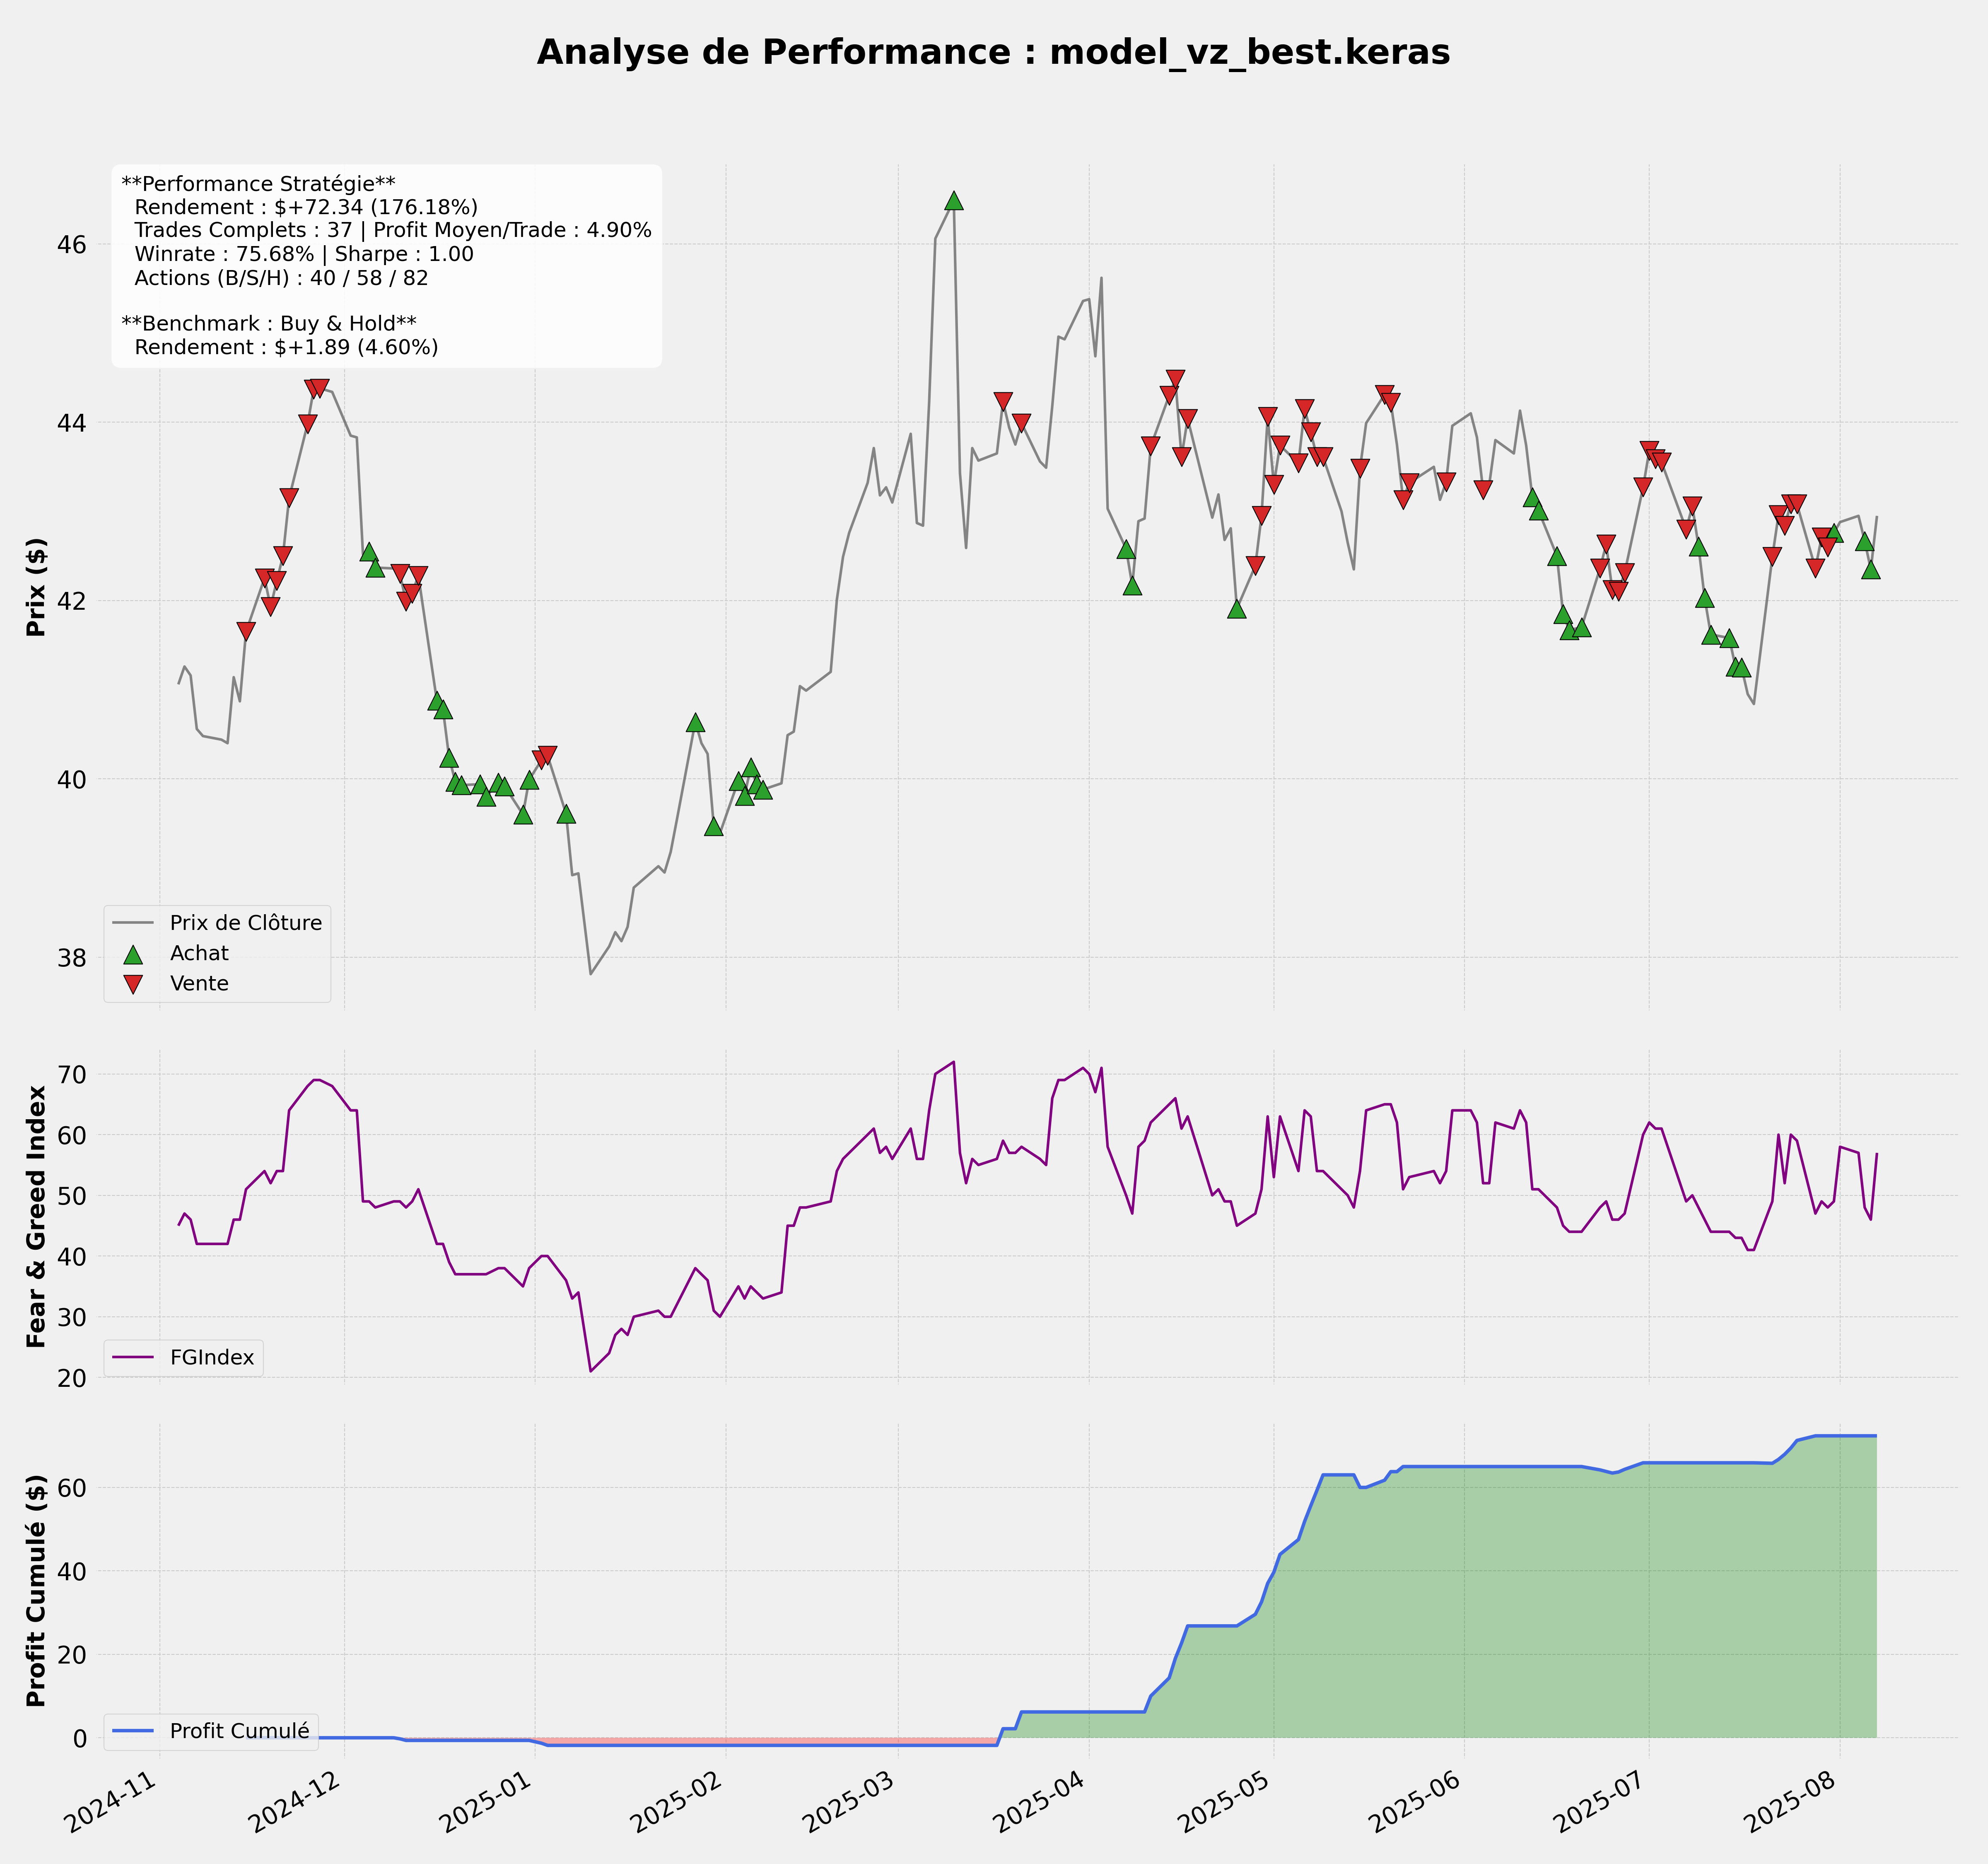 Analyse de Performance : model_vz_best.keras
**Performance Stratégie**
Rendement : $+72.34 (176.18%)
Trades Complets : 37 | Profit Moyen/Trade : 4.90%
Winrate : 75.68% | Sharpe : 1.00
Actions (B/S/H) : 40 / 58 / 82
**Benchmark : Buy & Hold**
Rendement : $+1.89 (4.60%)
Prix ($)
46
44
42
40
38
Prix de Clôture
Achat
Vente
Fear & Greed Index
70
60
50
40
30
20
FGIndex
Profit Cumulé ($)
60
40
20
0
Profit Cumulé
2024-11
2024-12
2025-01
2025-02
2025-03
2025-04
2025-05
2025-06
2025-07
2025-08